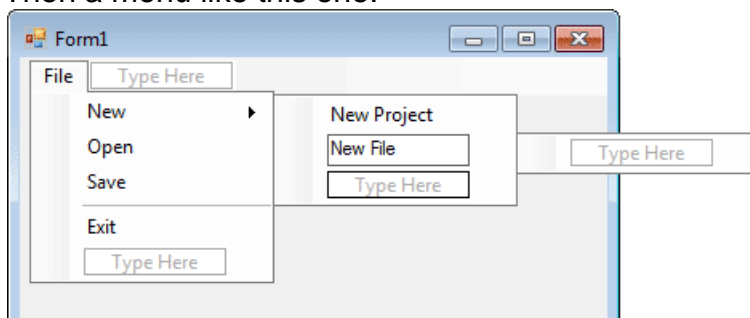 Then a menu like this one:
Form1
File Type Here
New New Project
Open New File Type Here
Save Type Here
Exit
Type Here